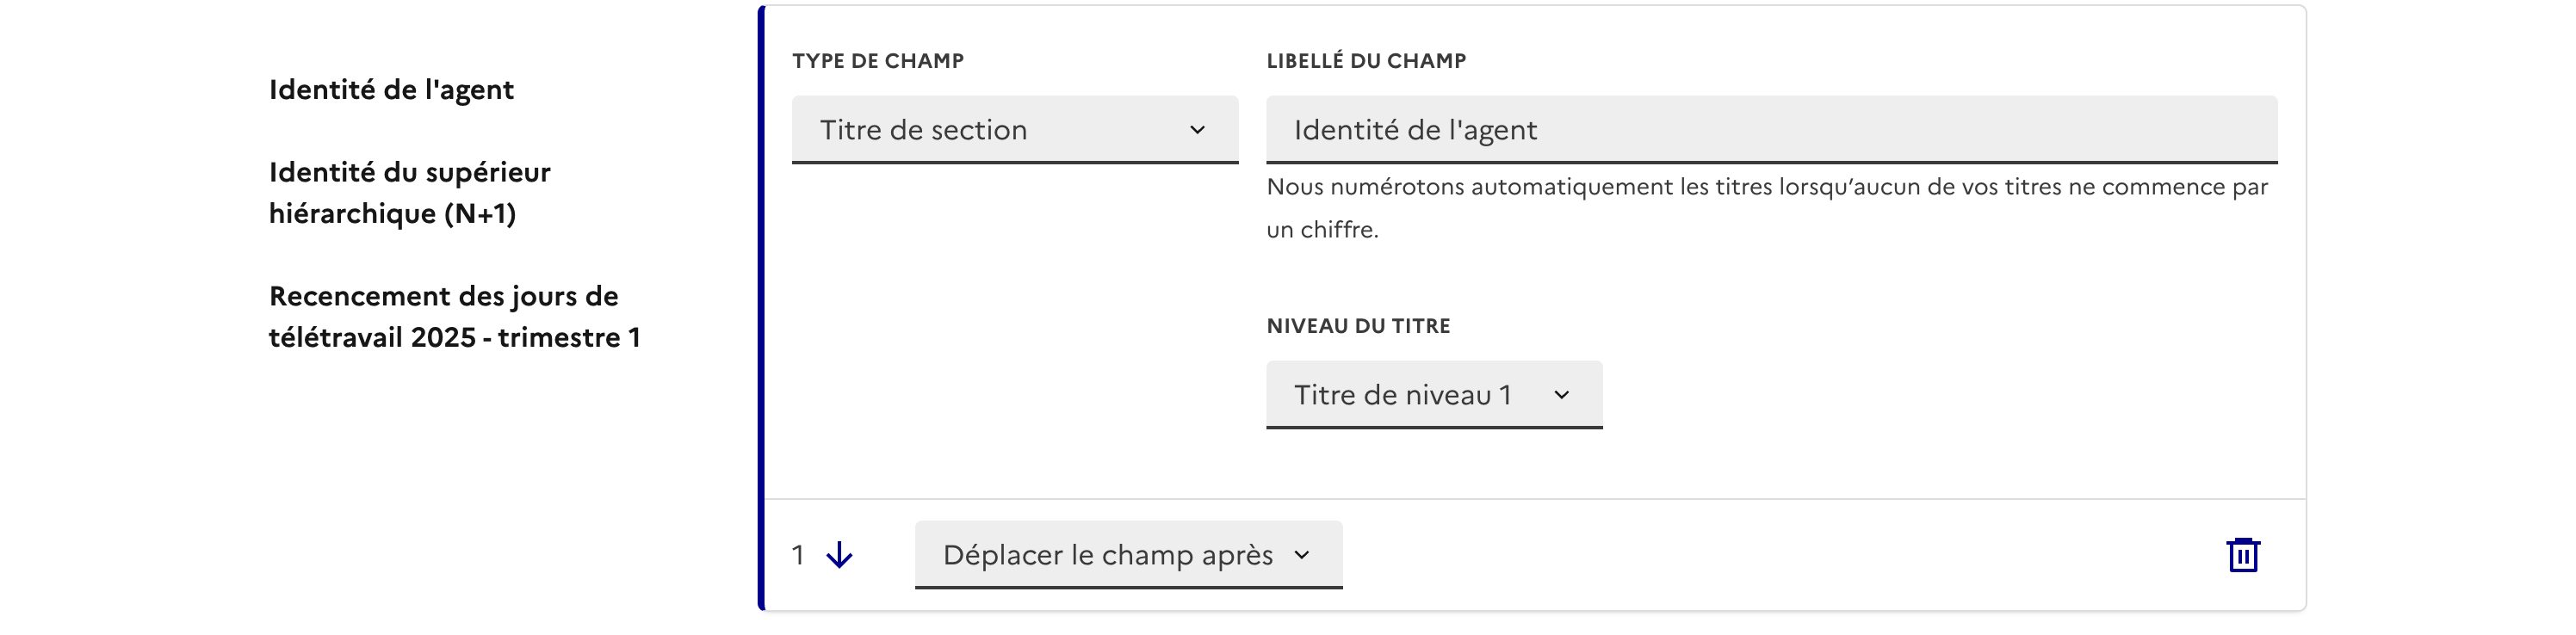 Identité de l'agent
Identité du supérieur
hiérarchique (N+1)
Recencement des jours de
télétravail 2025 - trimestre 1
TYPE DE CHAMP
Titre de section
LIBELLÉ DU CHAMP
Identité de l'agent
Nous numérotons automatiquement les titres lorsqu’aucun de vos titres ne commence par
un chiffre.
NIVEAU DU TITRE
Titre de niveau 1
1
Déplacer le champ après